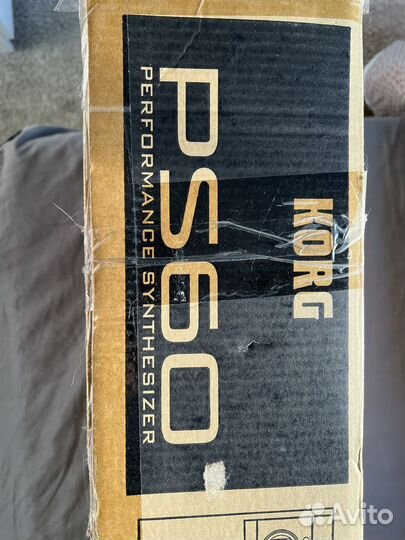 KORG
PS60
PERFORMANCE SYNTHESIZER
Avito